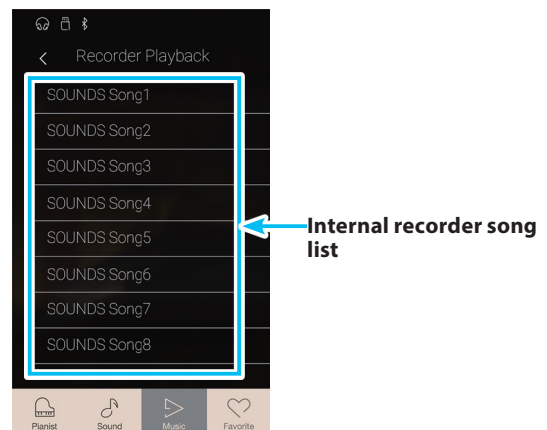 Recorder Playback
SOUNDS Song1
SOUNDS Song2
SOUNDS Song3
SOUNDS Song4
SOUNDS Song5
SOUNDS Song6
SOUNDS Song7
SOUNDS Song8
Internal recorder song
list
Pianist Sound Music Favorite